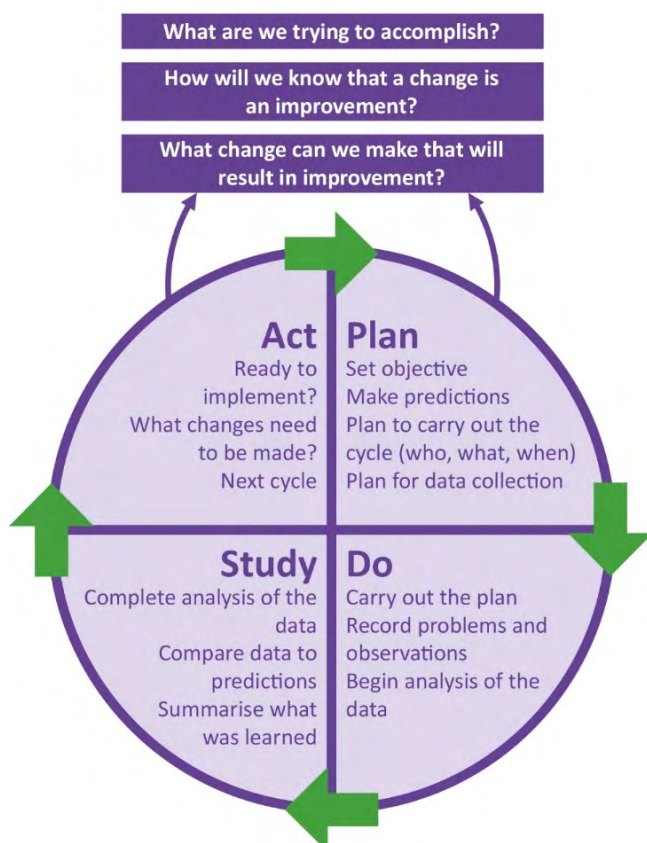 What are we trying to accomplish?
How will we know that a change is
an improvement?
What change can we make that will
result in improvement?
Act
Ready to
implement?
What changes need
to be made?
Next cycle
Plan
Set objective
Make predictions
Plan to carry out the
cycle (who, what, when)
Plan for data collection
Study
Complete analysis of the
data
Compare data to
predictions
Summarise what
was learned
Do
Carry out the plan
Record problems and
observations
Begin analysis of the
data